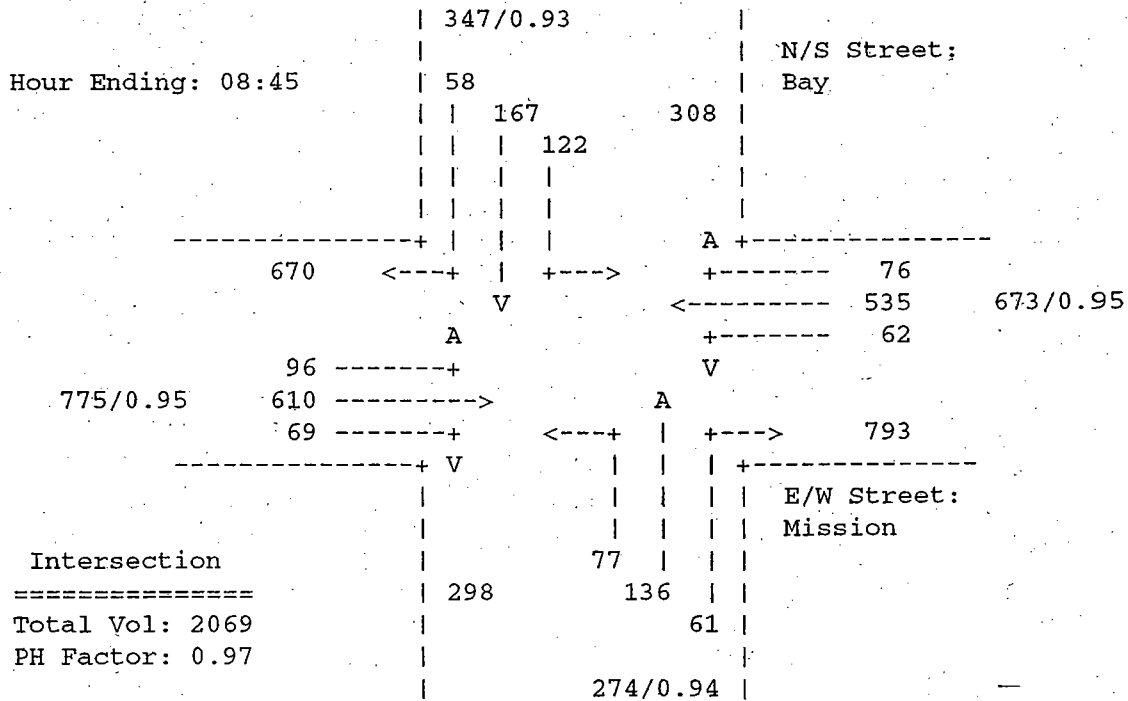 347/0.93
N/S Street:
Hour Ending: 08:45 58 Bay
167 308
122
A
670 <---+ +---> +------- 76
V <--------- 535 673/0.95
A +------- 62
96 -------+ V
775/0.95 610 ---------> A
69 -------+ <---+ | +---> 793
V
E/W Street:
Mission
Intersection 77
=============== 298 136
Total Vol: 2069 61
PH Factor: 0.97
274/0.94